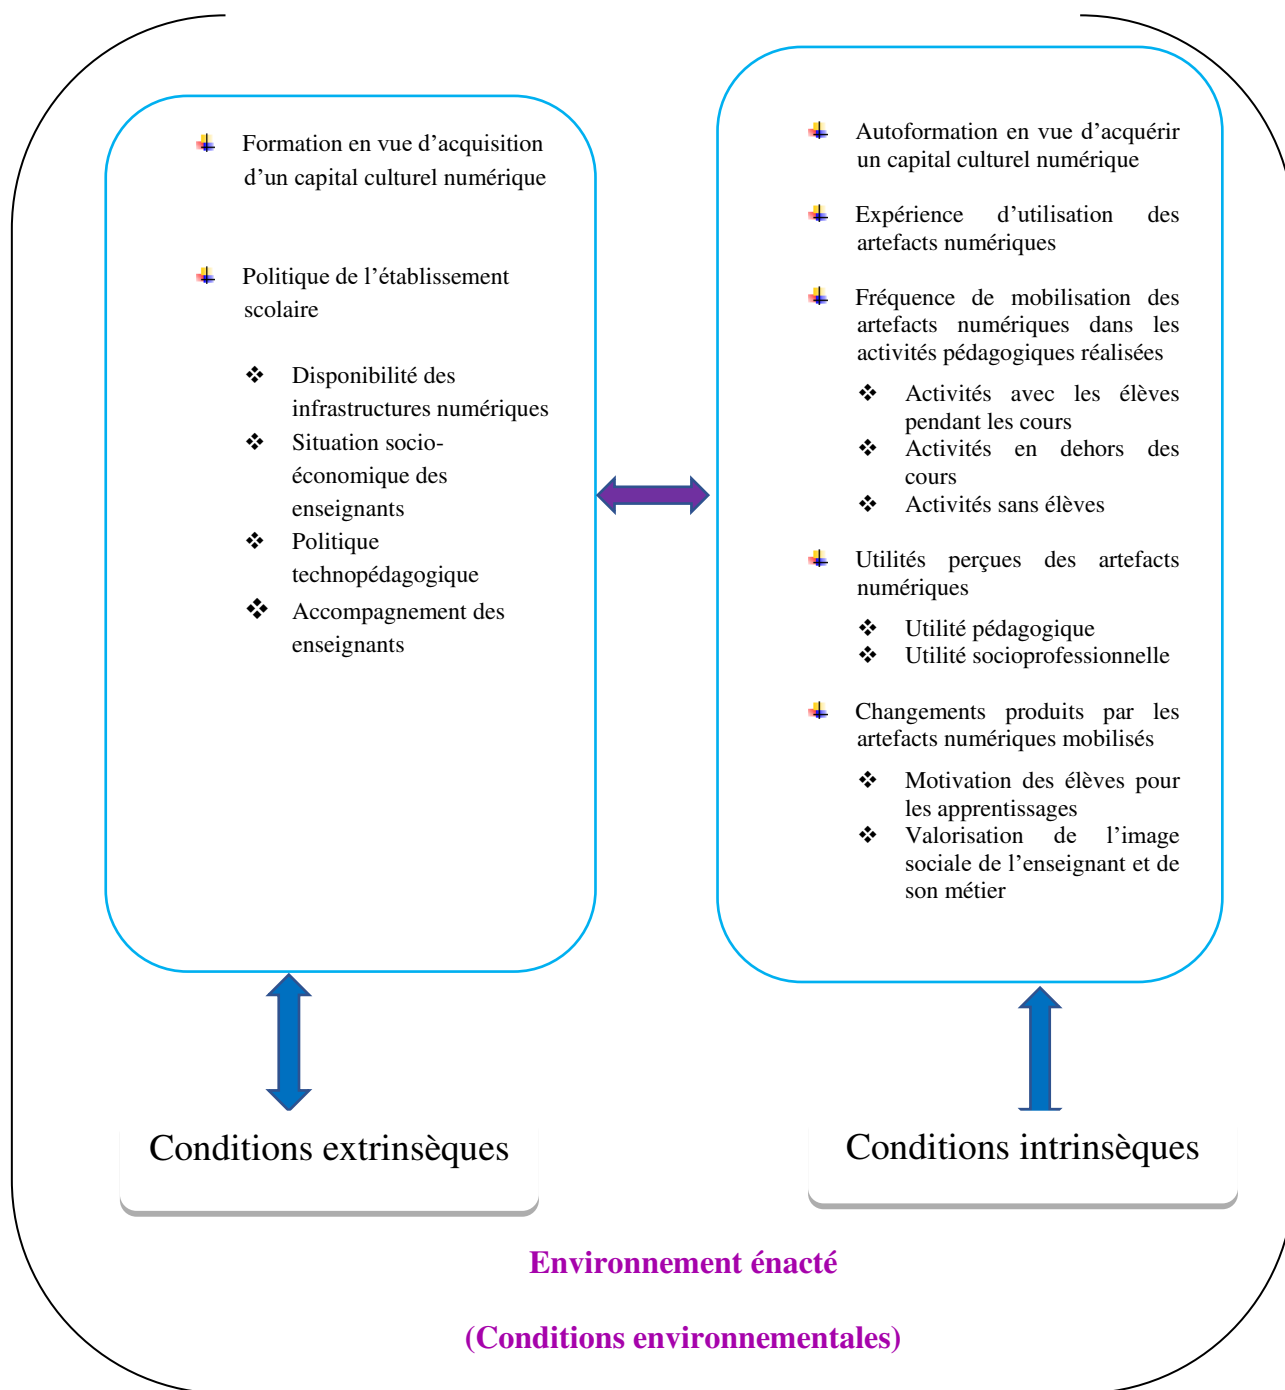 Formation en vue d’acquisition
d’un capital culturel numérique
Politique de l’établissement
scolaire
❖ Disponibilité des
infrastructures numériques
❖ Situation socio-
économique des
enseignants
❖ Politique
technopédagogique
❖ Accompagnement des
enseignants
Autoformation en vue d’acquérir
un capital culturel numérique
Expérience d’utilisation des
artefacts numériques
Fréquence de mobilisation des
artefacts numériques dans les
activités pédagogiques réalisées
❖ Activités avec les élèves
pendant les cours
❖ Activités en dehors des
cours
❖ Activités sans élèves
Utilités perçues des artefacts
numériques
❖ Utilité pédagogique
❖ Utilité socioprofessionnelle
Changements produits par les
artefacts numériques mobilisés
❖ Motivation des élèves pour
les apprentissages
❖ Valorisation de l’image
sociale de l’enseignant et de
son métier
Conditions extrinsèques
Conditions intrinsèques
Environnement énacté
(Conditions environnementales)